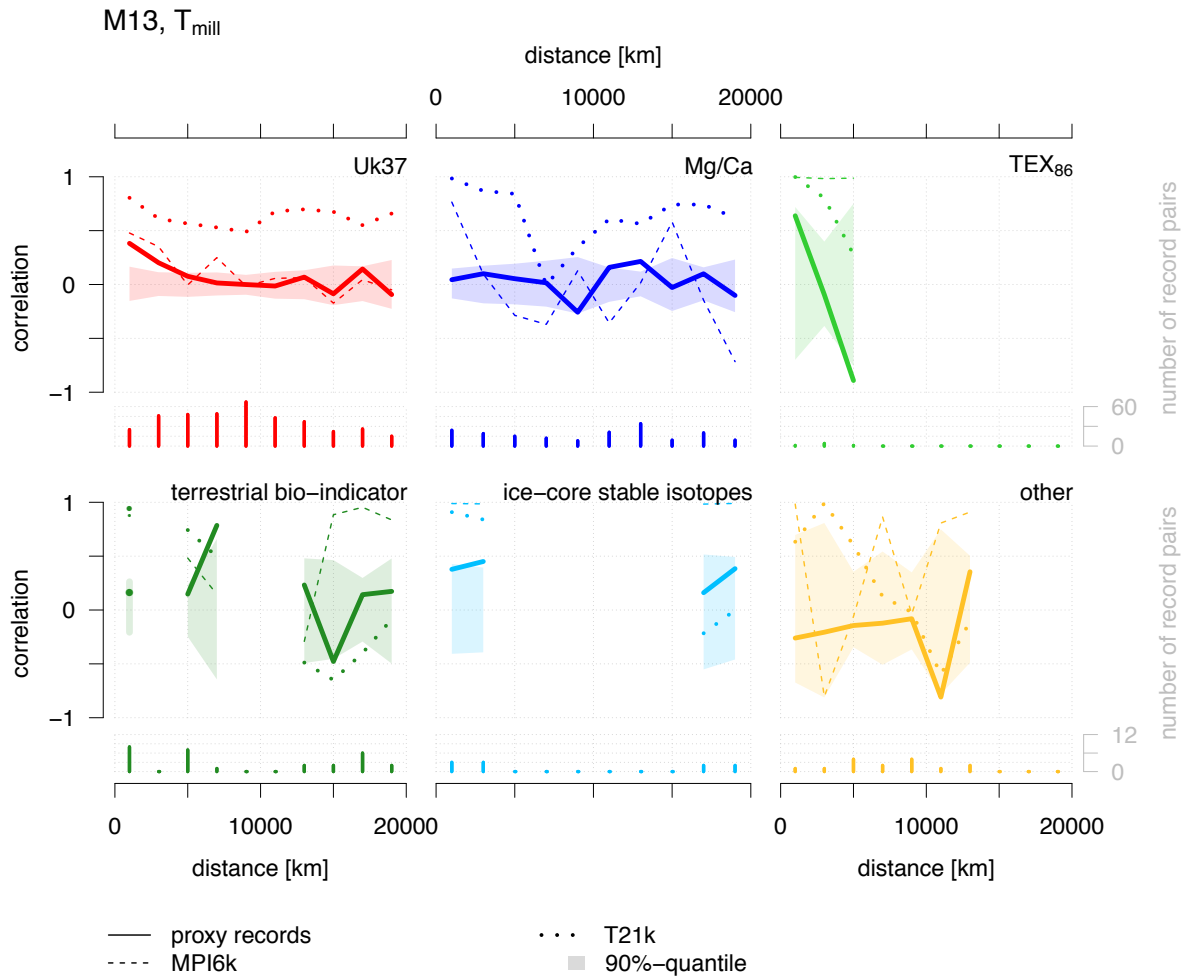 M13, Tmill
distance [km]
0 10000 20000
Uk37 Mg/Ca TEX86
1
0
−1
correlation
60
0
number of record pairs
terrestrial bio−indicator ice−core stable isotopes other
1
0
−1
correlation
12
0
number of record pairs
0 10000 20000 0 10000 20000
distance [km] distance [km]
proxy records T21k
MPI6k 90%−quantile